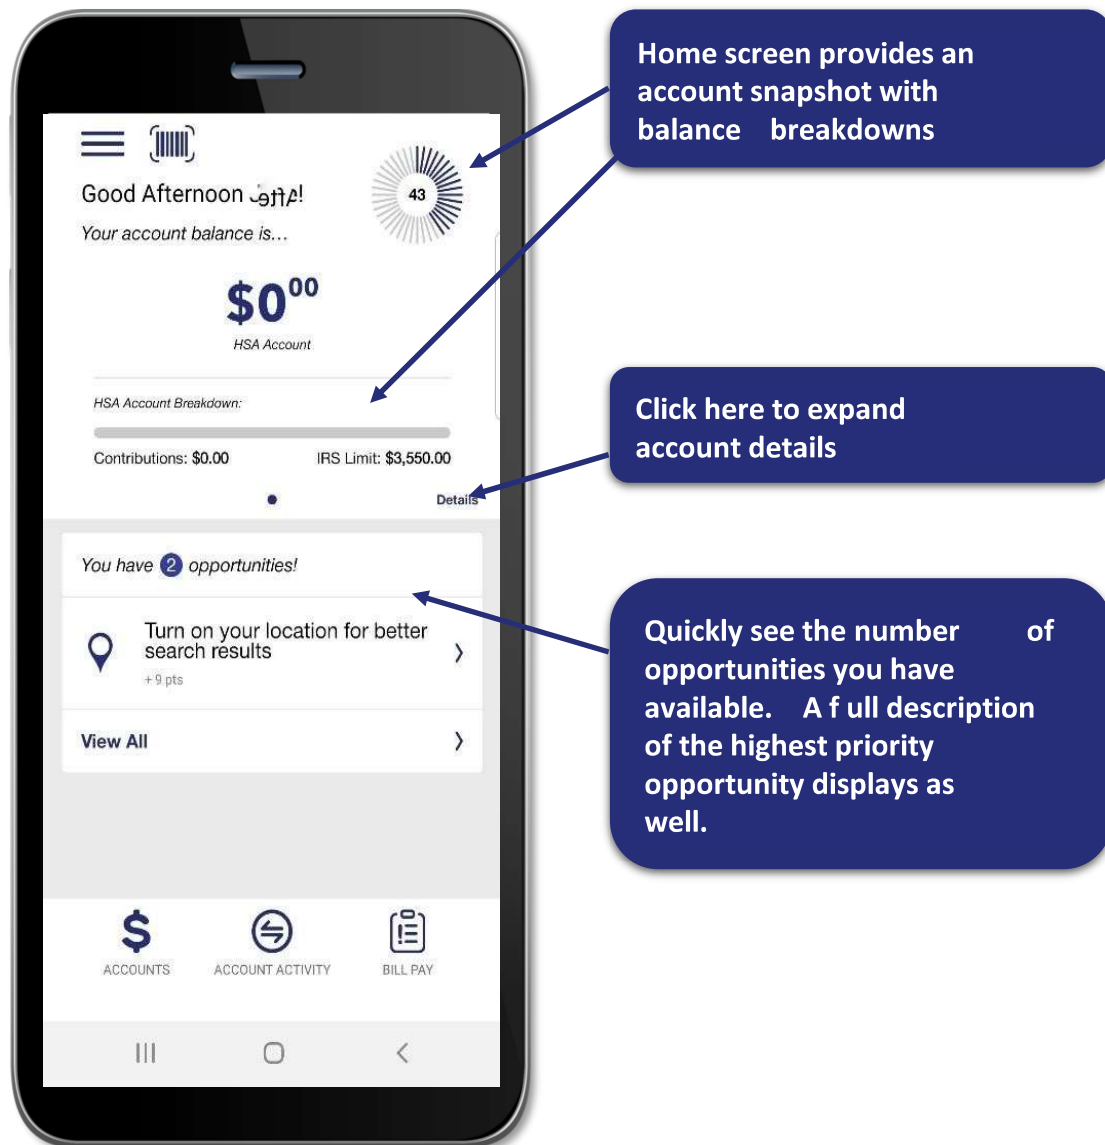 Good Afternoon
43
Your account balance is...
$0⁰⁰
HSA Account
HSA Account Breakdown:
Contributions: $0.00 IRS Limit: $3,550.00
Details
You have 2 opportunities!
Turn on your location for better
search results
+ 9 pts
View All
ACCOUNTS ACCOUNT ACTIVITY BILL PAY
Home screen provides an
account snapshot with
balance breakdowns
Click here to expand
account details
Quickly see the number of
opportunities you have
available. A f ull description
of the highest priority
opportunity displays as
well.